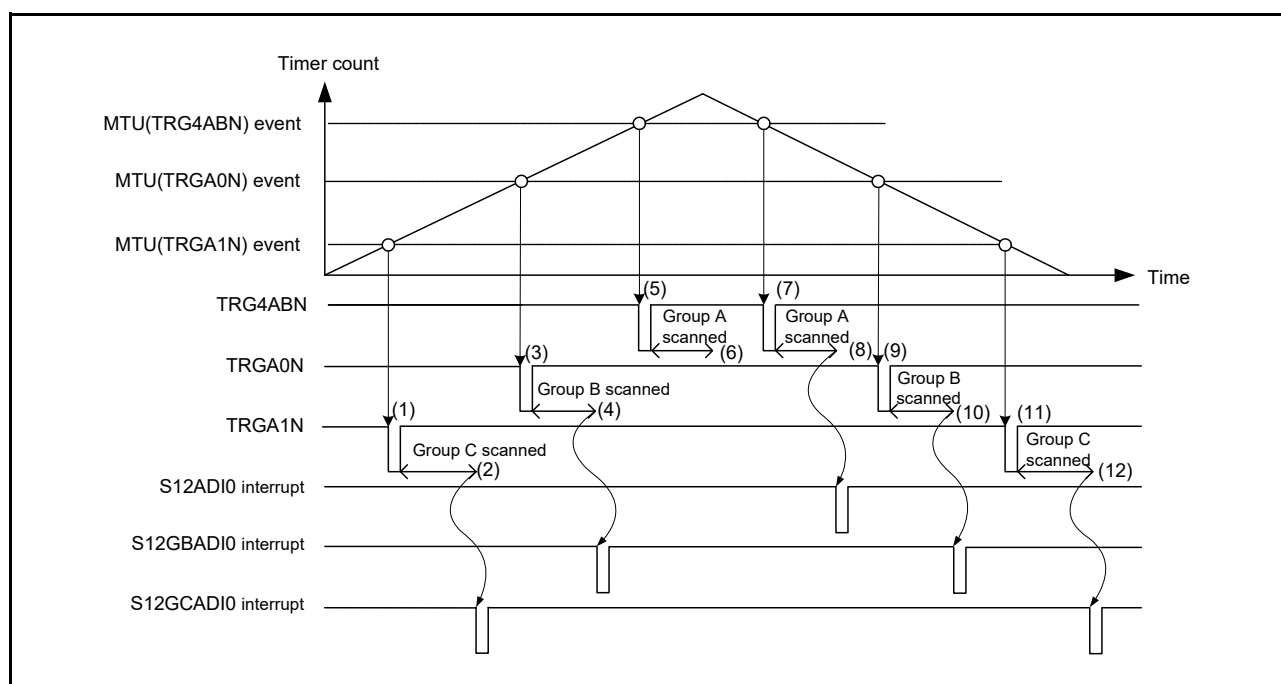 Timer count
MTU(TRG4ABN) event
MTU(TRGA0N) event
MTU(TRGA1N) event
Time
TRG4ABN
(5)
(7)
Group A
scanned
(6)
Group A
scanned
(8)
TRGA0N
(3)
(9)
Group B scanned
(4)
Group B
scanned
(10)
TRGA1N
(1)
(11)
Group C scanned
(2)
Group C
scanned
(12)
S12ADI0 interrupt
S12GBADI0 interrupt
S12GCADI0 interrupt